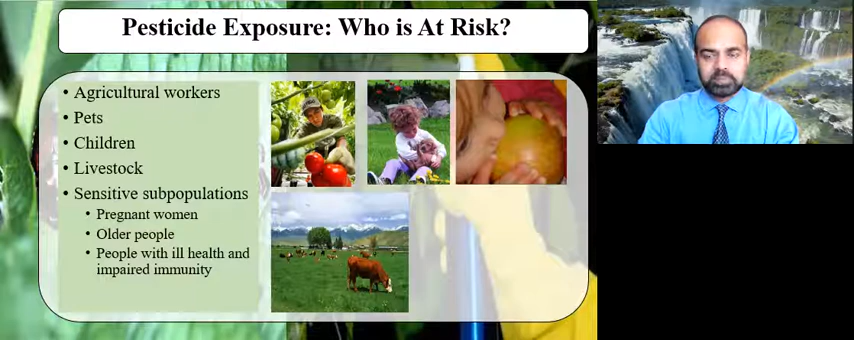 Pesticide Exposure: Who is At Risk?
• Agricultural workers
• Pets
• Children
• Livestock
• Sensitive subpopulations
• Pregnant women
• Older people
• People with ill health and
impaired immunity